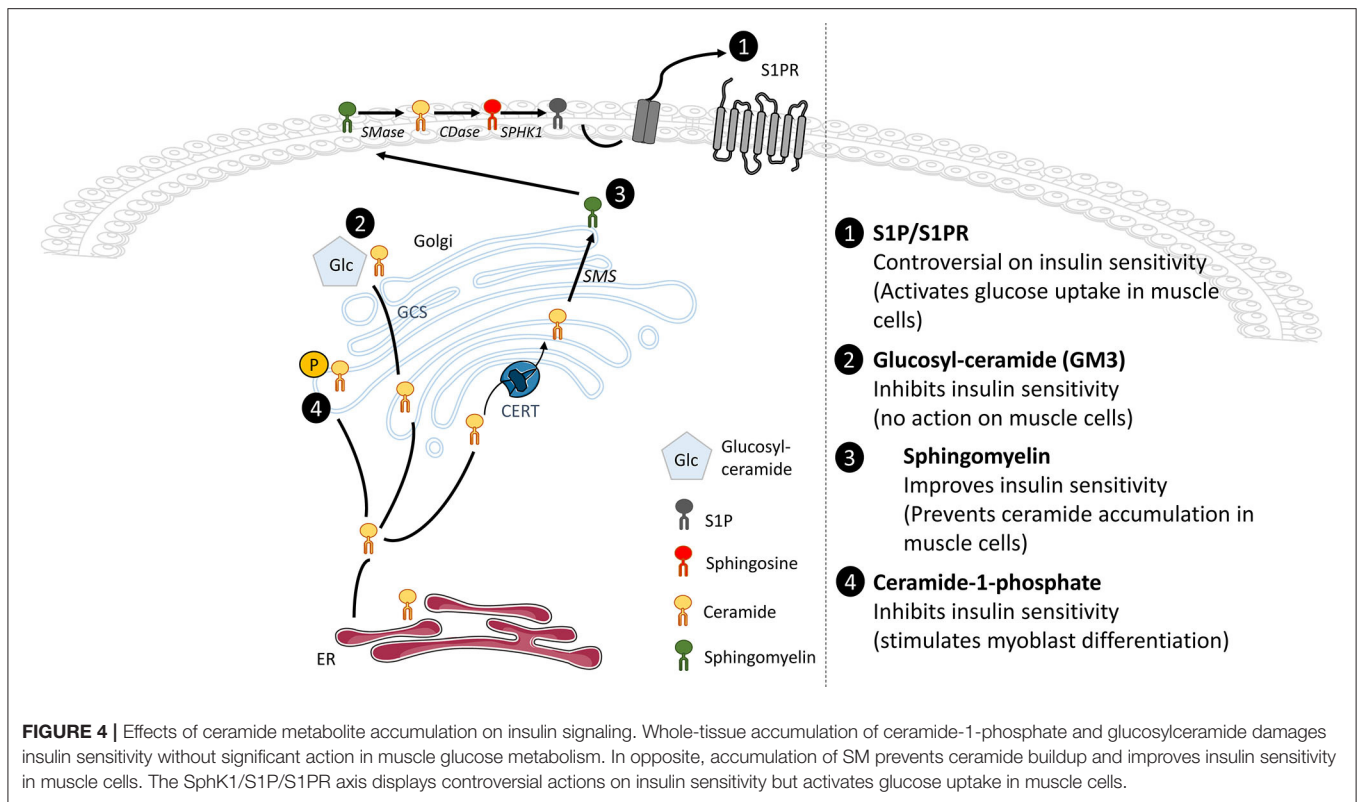 1
S1PR
SMase
CDase
SPHK1
3
2
Golgi
Glc
SMS
GCS
P
4
CERT
ER
Glc
Glucosyl-
ceramide
S1P
Sphingosine
Ceramide
Sphingomyelin
1 S1P/S1PR
Controversial on insulin sensitivity
(Activates glucose uptake in muscle
cells)
2 Glucosyl-ceramide (GM3)
Inhibits insulin sensitivity
(no action on muscle cells)
3 Sphingomyelin
Improves insulin sensitivity
(Prevents ceramide accumulation in
muscle cells)
4 Ceramide-1-phosphate
Inhibits insulin sensitivity
(stimulates myoblast differentiation)
FIGURE 4 | Effects of ceramide metabolite accumulation on insulin signaling. Whole-tissue accumulation of ceramide-1-phosphate and glucosylceramide damages
insulin sensitivity without significant action in muscle glucose metabolism. In opposite, accumulation of SM prevents ceramide buildup and improves insulin sensitivity
in muscle cells. The SphK1/S1P/S1PR axis displays controversial actions on insulin sensitivity but activates glucose uptake in muscle cells.